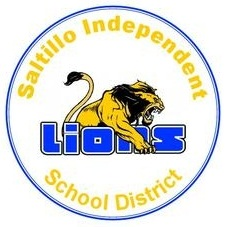 Saltillo Independent
Lions
School District